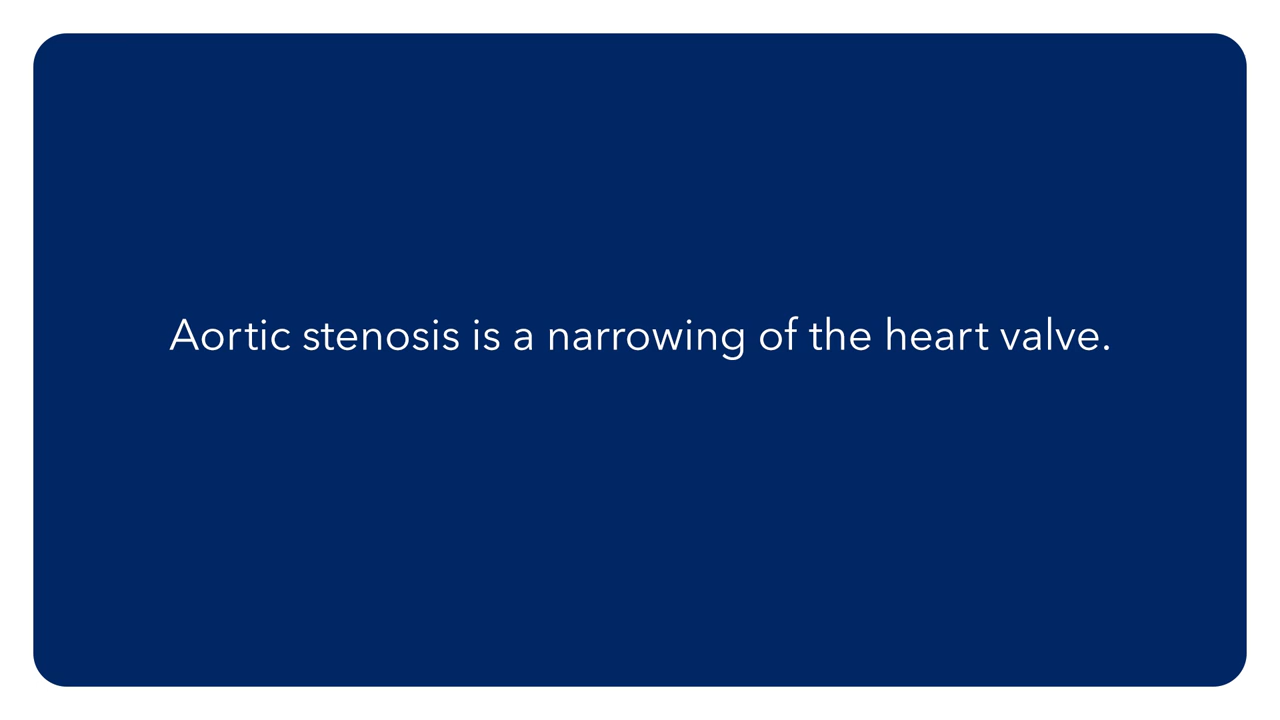 Aortic stenosis is a narrowing of the heart valve.